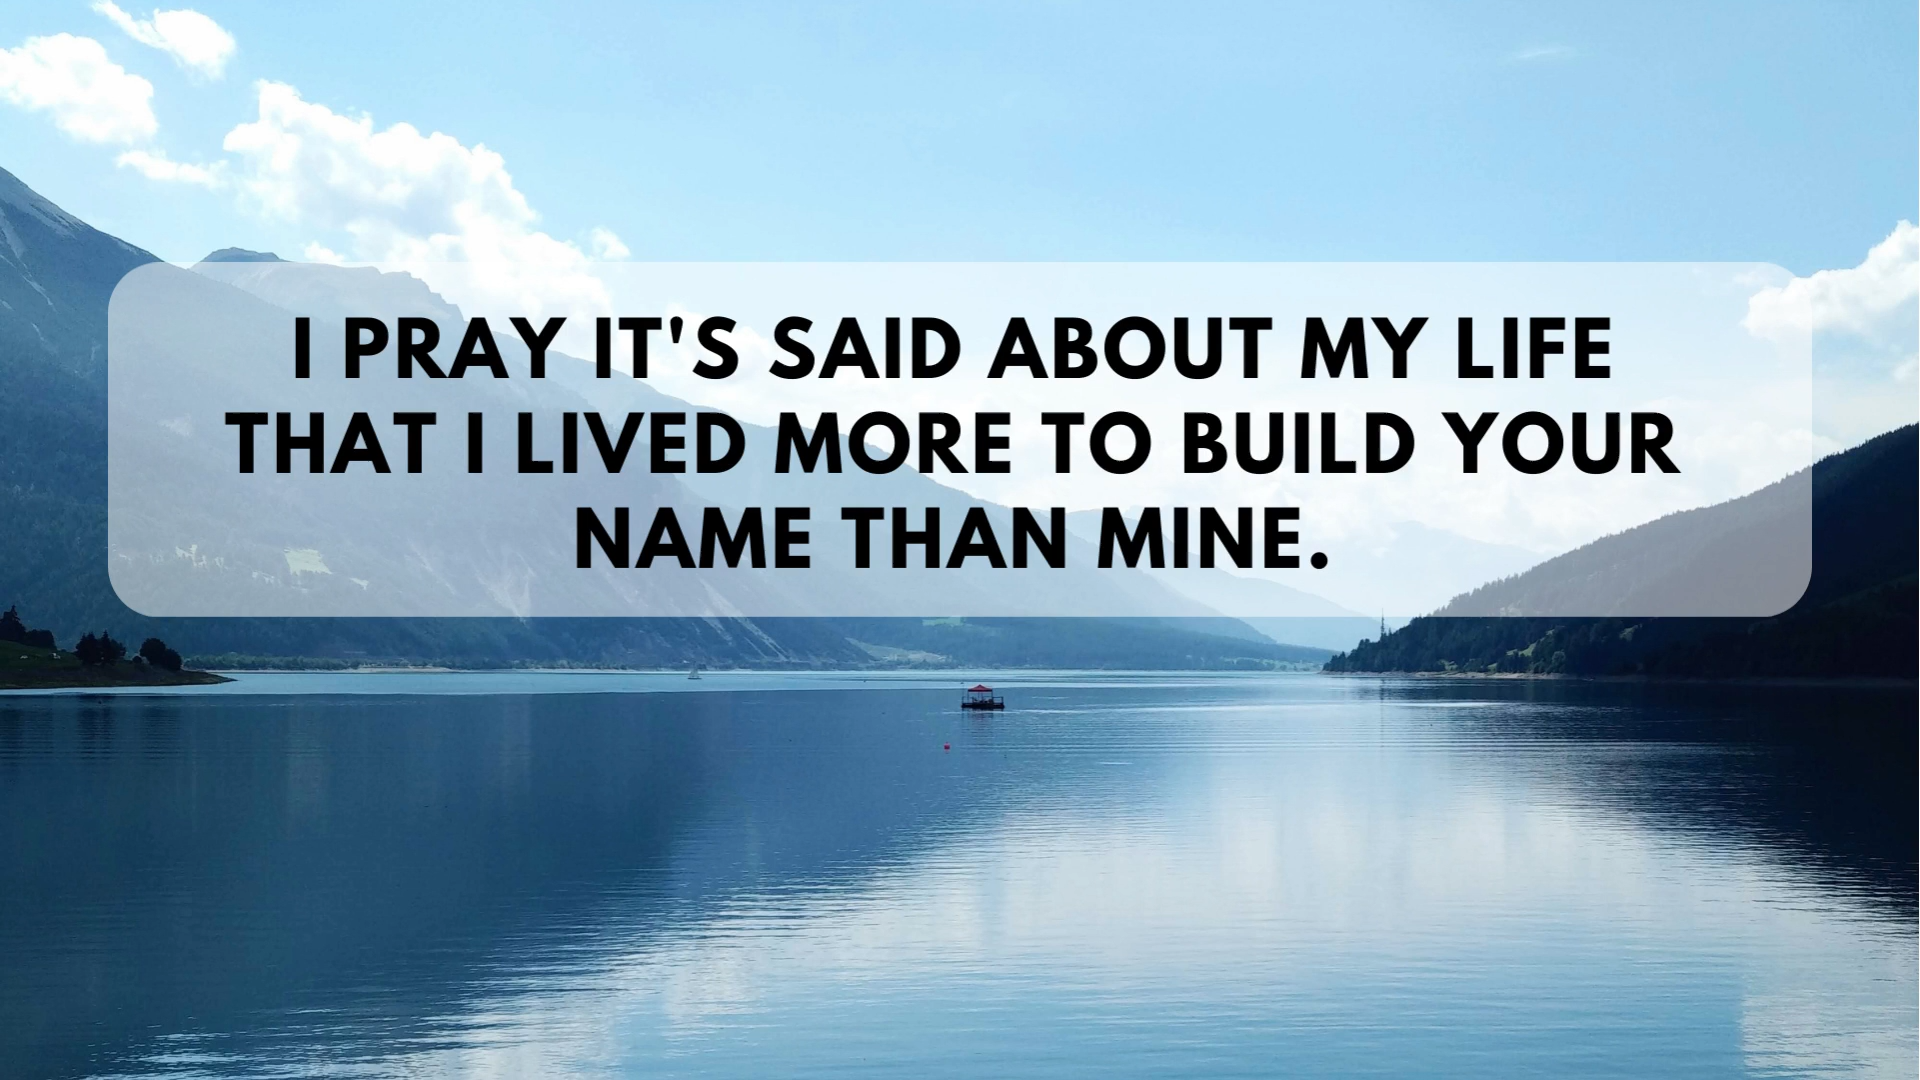 I PRAY IT'S SAID ABOUT MY LIFE
THAT I LIVED MORE TO BUILD YOUR
NAME THAN MINE.